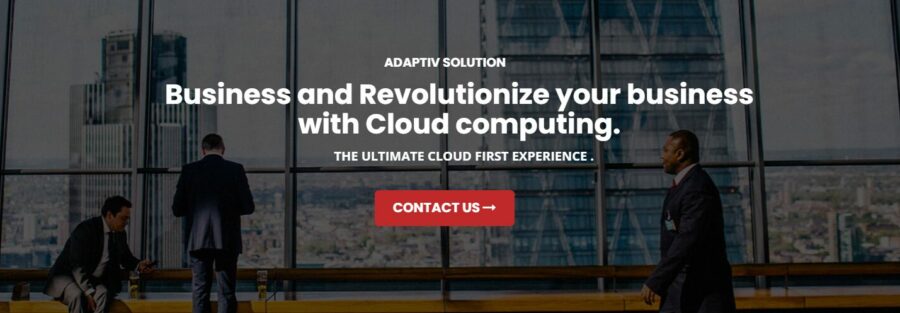 ADAPTIV SOLUTION
Business and Revolutionize your business
with Cloud computing.
THE ULTIMATE CLOUD FIRST EXPERIENCE .
CONTACT US →